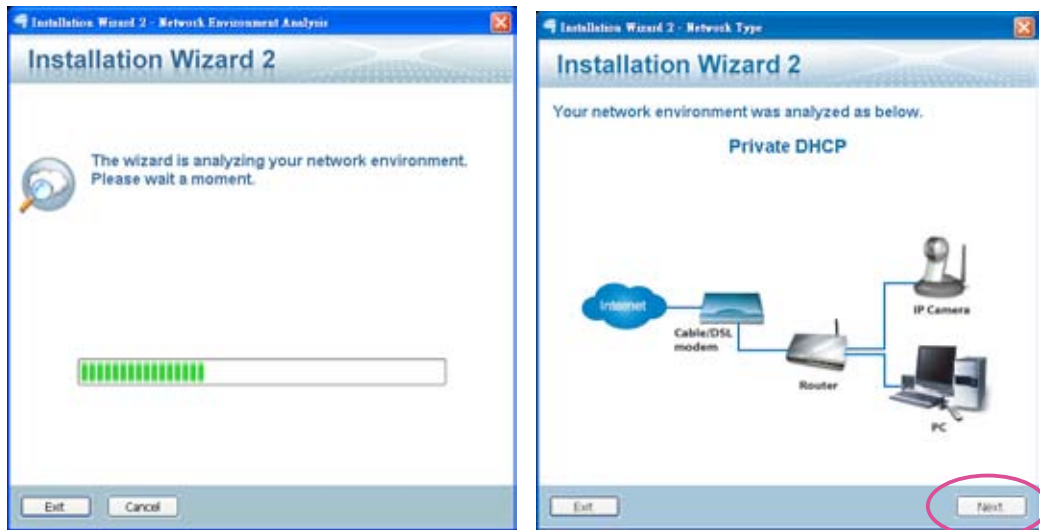 Installation Wizard 2 - Network Environment Analysis
Installation Wizard 2
The wizard is analyzing your network environment.
Please wait a moment.
Exit
Cancel
Installation Wizard 2 - Network Type
Installation Wizard 2
Your network environment was analyzed as below.
Private DHCP
Internet
Cable/DSL
modem
Router
IP Camera
PC
Exit
Next